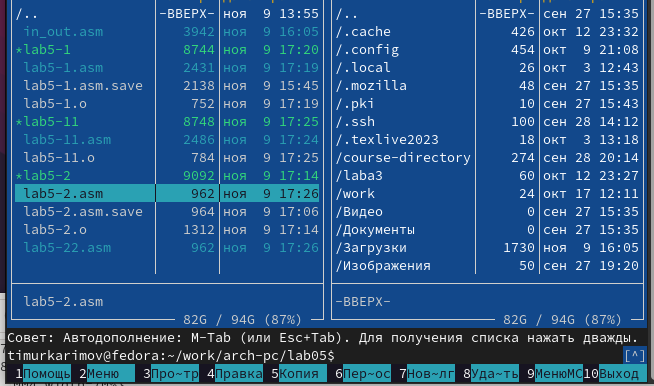 /.. -ВВЕРХ- ноя 9 13:55
in_out.asm 3942 ноя 9 16:05
*lab5-1 8744 ноя 9 17:20
lab5-1.asm 2431 ноя 9 17:19
lab5-1.asm.save 2138 ноя 9 15:45
lab5-1.o 752 ноя 9 17:19
*lab5-11 8748 ноя 9 17:25
lab5-11.asm 2486 ноя 9 17:24
lab5-11.o 784 ноя 9 17:25
*lab5-2 9092 ноя 9 17:14
lab5-2.asm 962 ноя 9 17:26
lab5-2.asm.save 964 ноя 9 17:06
lab5-2.o 1312 ноя 9 17:14
lab5-22.asm 962 ноя 9 17:26
lab5-2.asm
82G / 94G (87%)
/.. -ВВЕРХ- сен 27 15:35
/.cache 426 окт 12 23:32
/.config 454 окт 9 21:08
/.local 26 окт 3 12:43
/.mozilla 48 сен 27 15:35
/.pki 10 сен 27 15:43
/.ssh 100 сен 28 14:12
/.texlive2023 18 окт 3 13:18
/course-directory 274 сен 28 20:14
/laba3 60 окт 12 23:27
/work 24 окт 17 12:11
/Видео 0 сен 27 15:35
/Документы 0 сен 27 15:35
/Загрузки 1730 ноя 9 16:05
/Изображения 50 сен 27 19:20
-ВВЕРХ-
82G / 94G (87%)
Совет: Автодополнение: M-Tab (или Esc+Tab). Для получения списка нажать дважды.
timurkarimov@fedora:~/work/arch-pc/lab05$ [^]
1Помощь 2Меню 3Про~тр 4Правка 5Копия 6Пер~ос 7Нов~лг 8Уда~ть 9МенюМС 10Выход